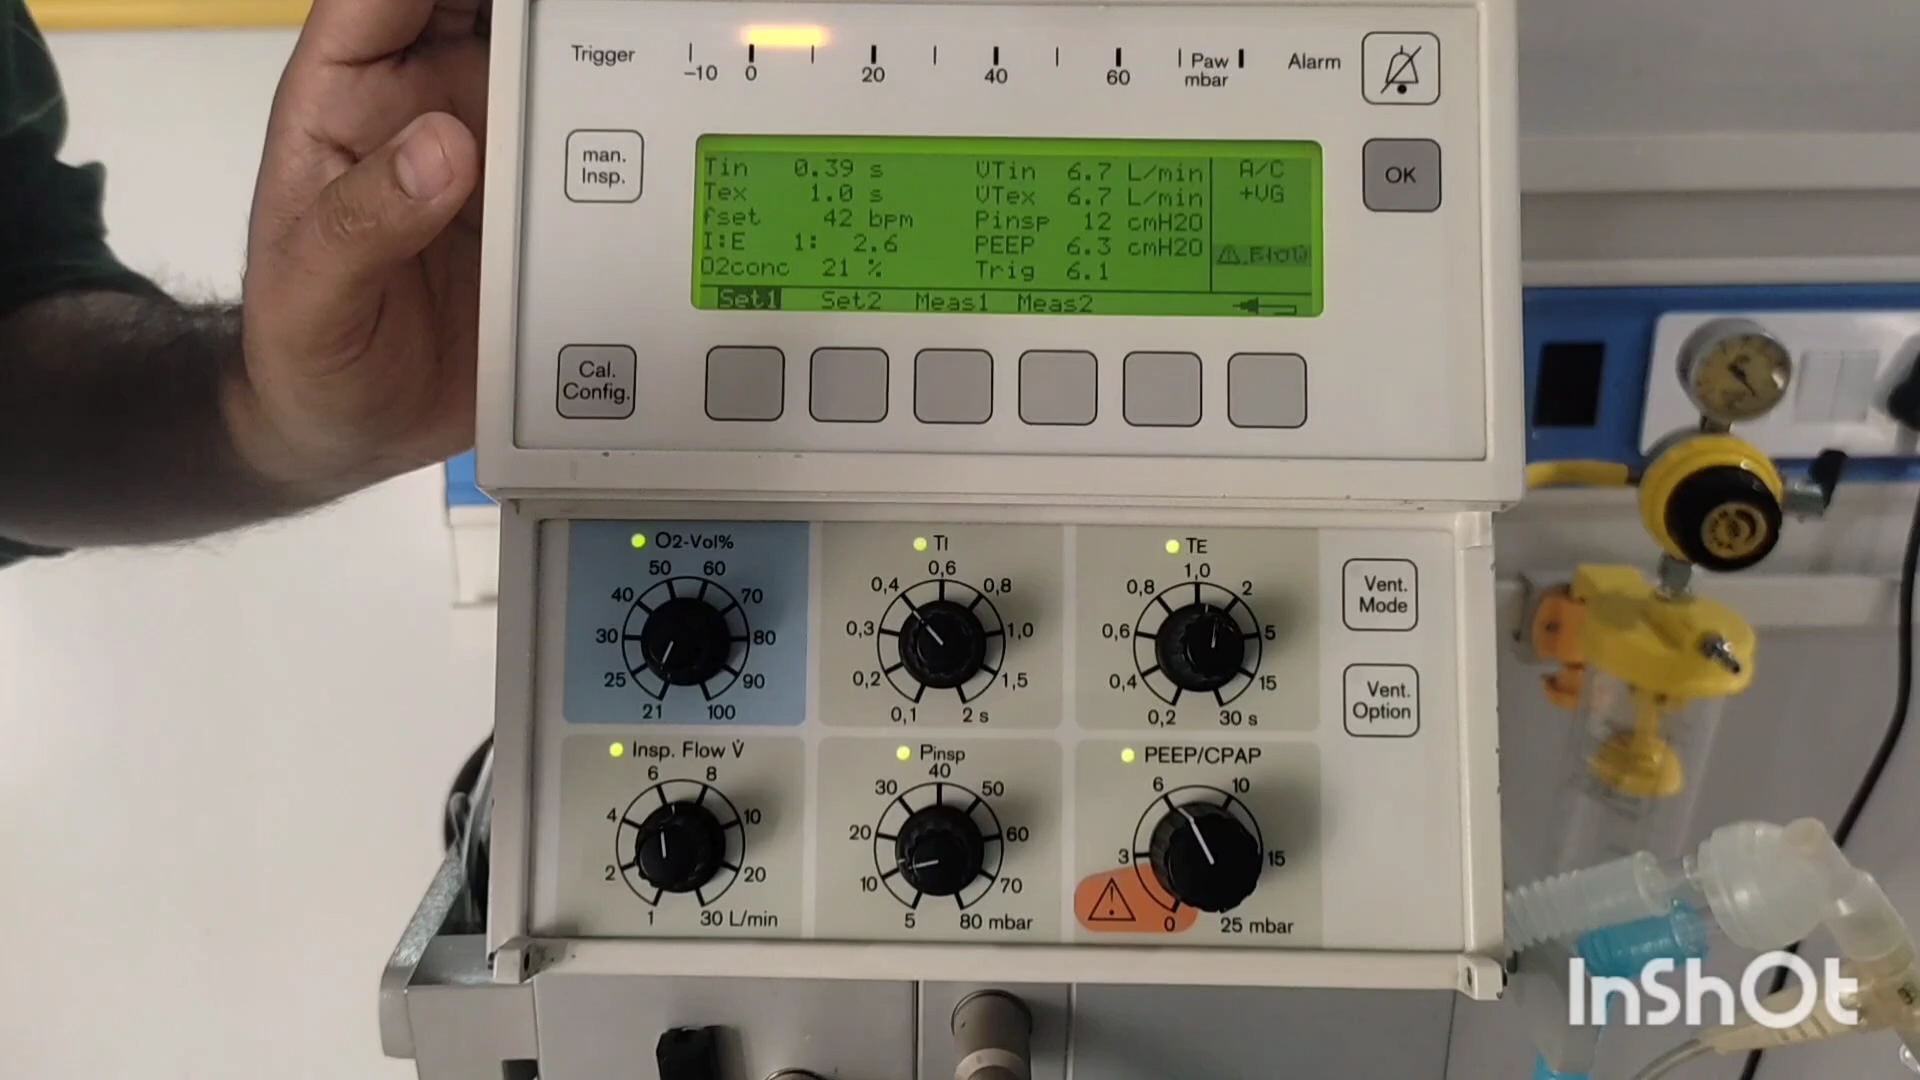 Trigger
-10 0 20 40 60 Paw mbar
Alarm
man. Insp.
OK
Tin 0.39 s V̇Tin 6.7 L/min A/C
Tex 1.0 s V̇Tex 6.7 L/min +VG
fset 42 bpm Pinsp 12 cmH2O
I:E 1: 2.6 PEEP 6.3 cmH2O Flow
O2conc 21 % Trig 6.1
Set1 Set2 Meas1 Meas2
Cal. Config.
O2-Vol%
21 25 30 40 50 60 70 80 90 100
TI
0,1 0,2 0,3 0,4 0,6 0,8 1,0 1,5 2 s
TE
0,2 0,4 0,6 0,8 1,0 2 5 15 30 s
Vent. Mode
Vent. Option
Insp. Flow V̇
1 2 4 6 8 10 20 30 L/min
Pinsp
5 10 20 30 40 50 60 70 80 mbar
PEEP/CPAP
0 3 6 10 15 25 mbar
InShOt